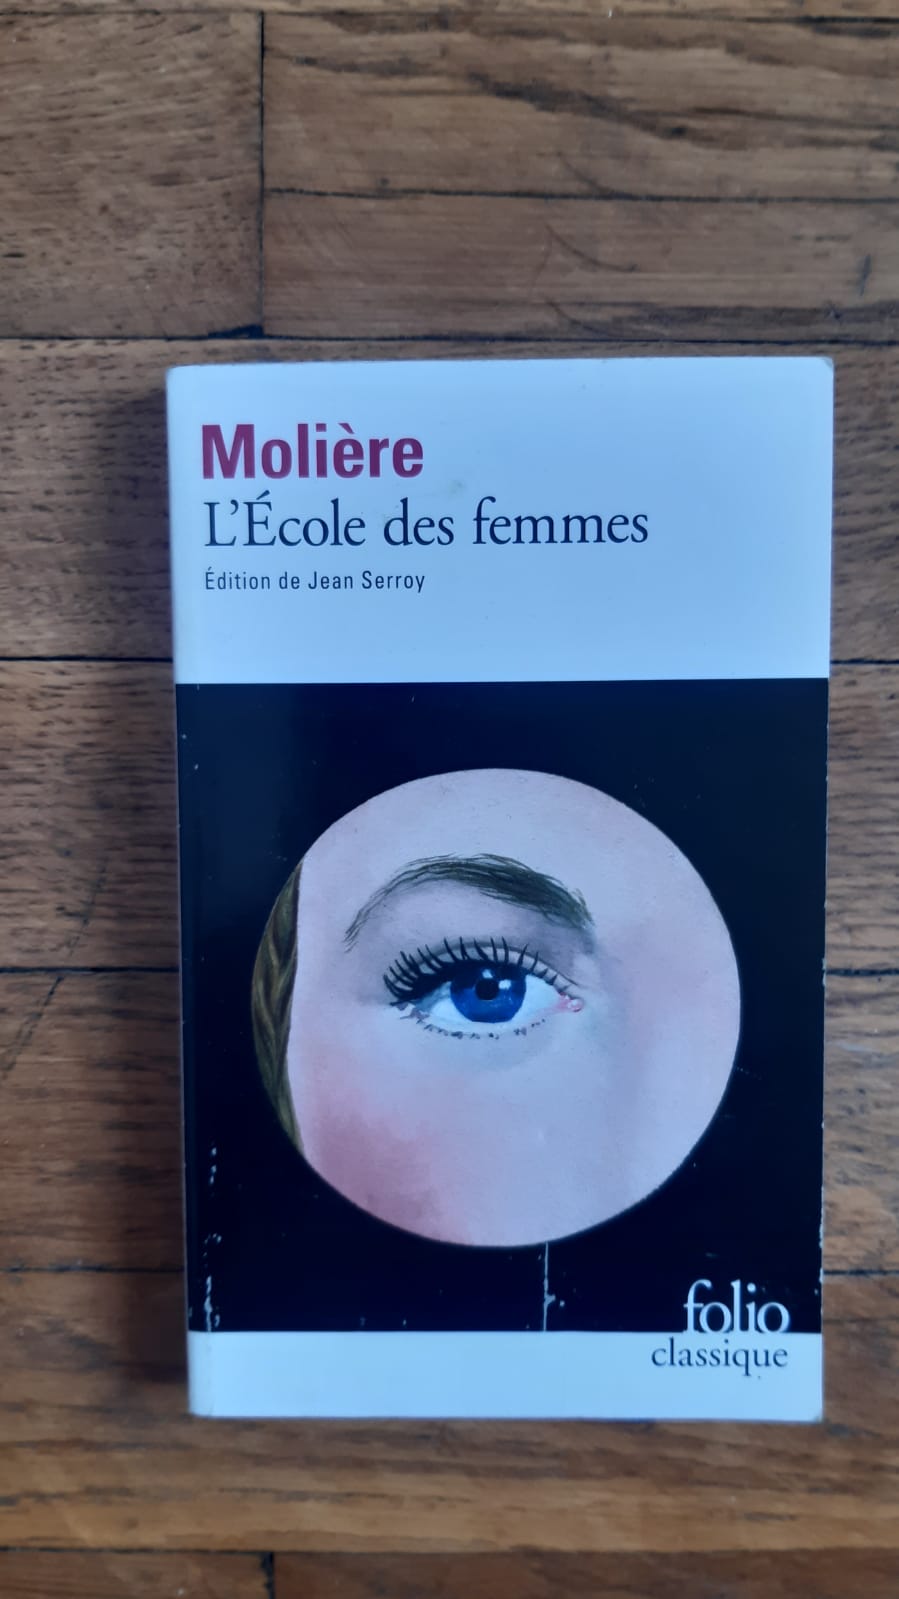 Molière
L'École des femmes
Édition de Jean Serroy
folio
classique